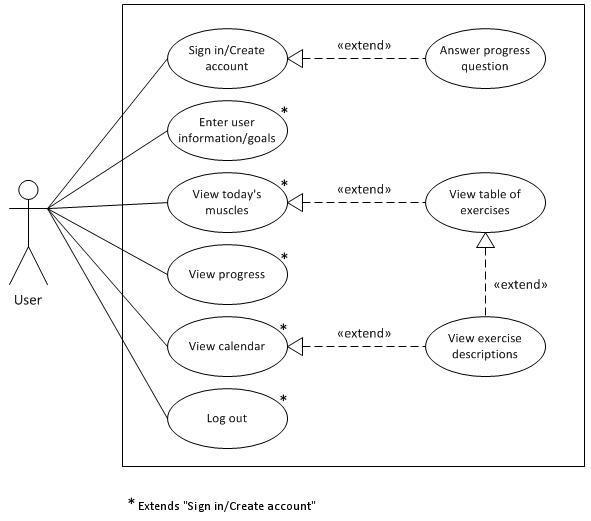 Sign in/Create
account
«extend»
Answer progress
question
*
Enter user
information/goals
*
View today's
muscles
«extend»
View table of
exercises
*
View progress
«extend»
User
*
View calendar
«extend»
View exercise
descriptions
*
Log out
* Extends "Sign in/Create account"